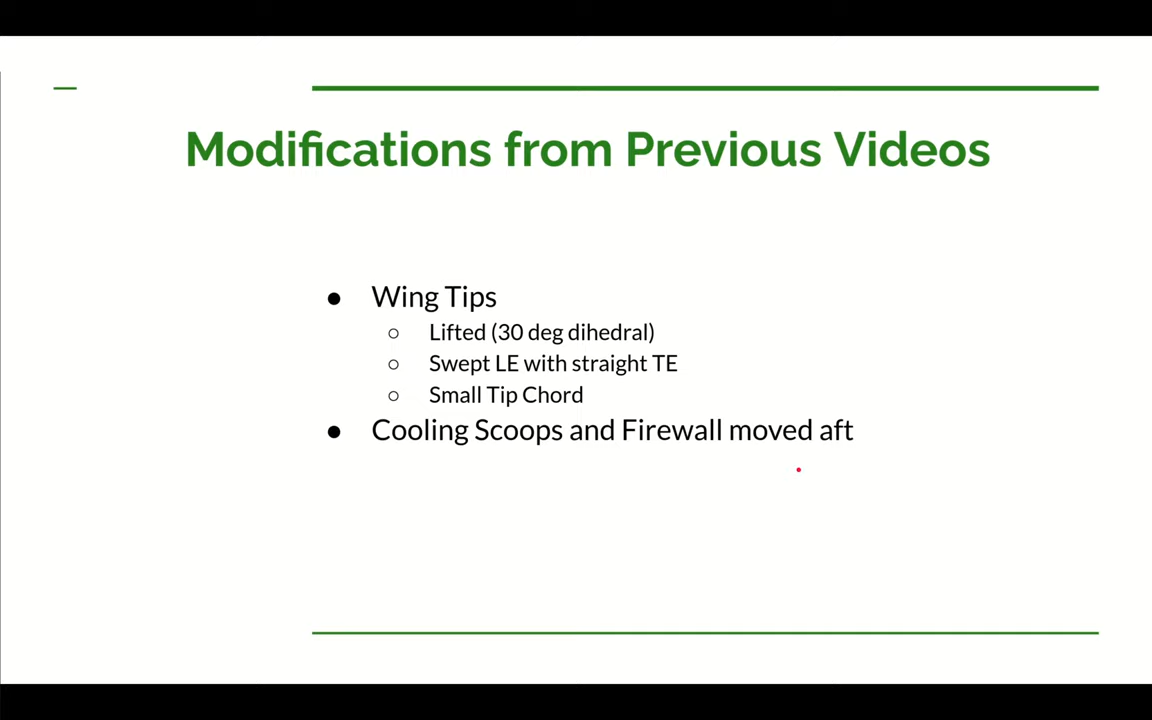 Modifications from Previous Videos
● Wing Tips
○ Lifted (30 deg dihedral)
○ Swept LE with straight TE
○ Small Tip Chord
● Cooling Scoops and Firewall moved aft